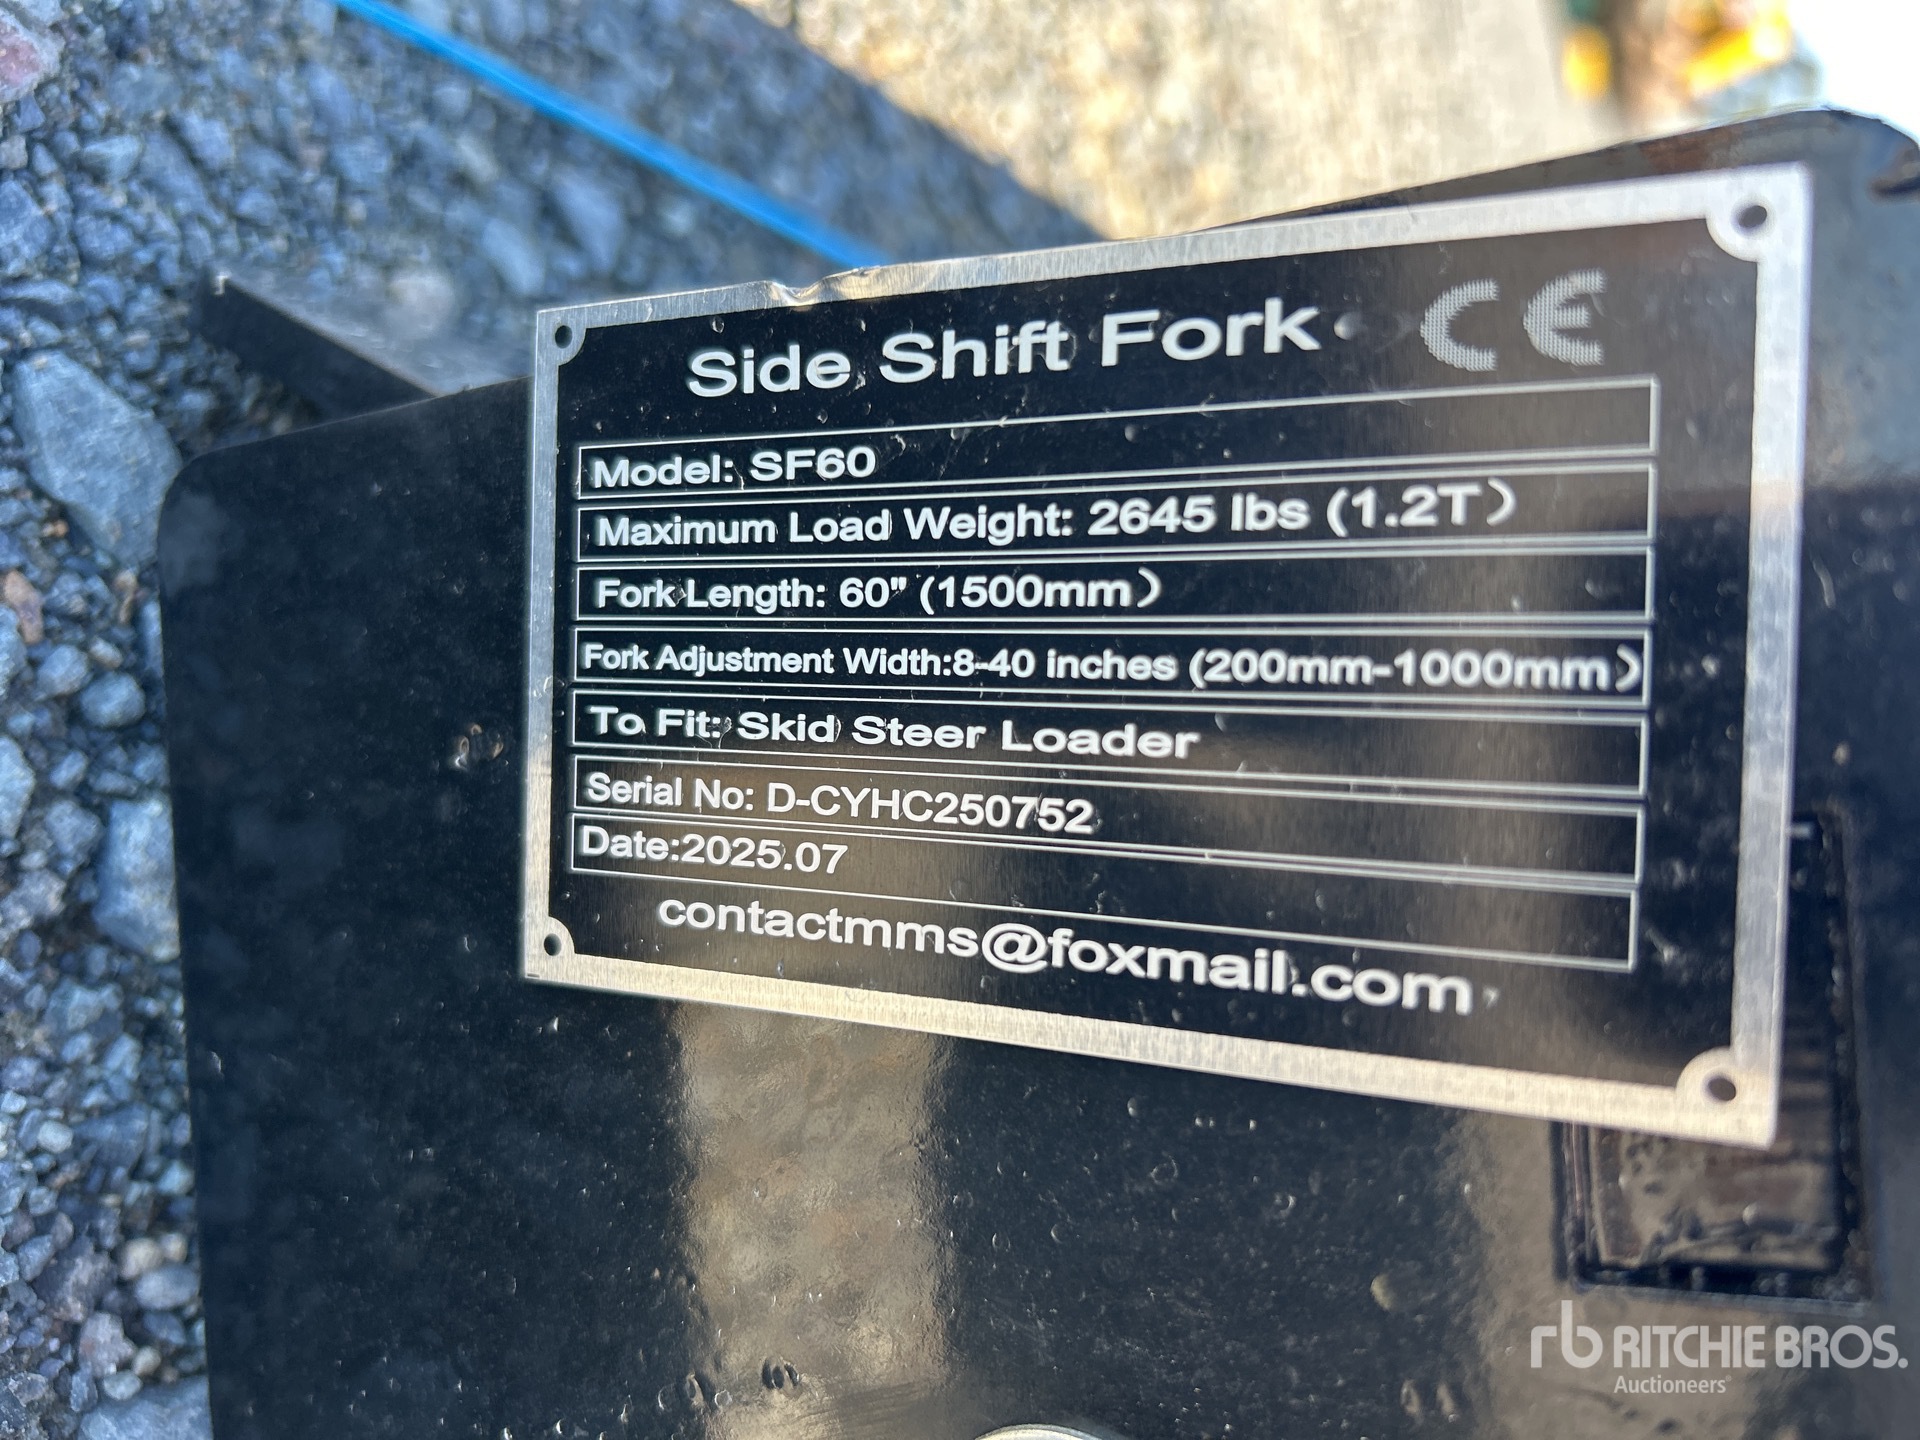 Side Shift Fork CE
Model: SF60
Maximum Load Weight: 2645 lbs (1.2T)
Fork Length: 60" (1500mm)
Fork Adjustment Width:8-40 inches (200mm-1000mm)
To Fit: Skid Steer Loader
Serial No: D-CYHC250752
Date:2025.07
contactmms@foxmail.com
rb RITCHIE BROS.
Auctioneers